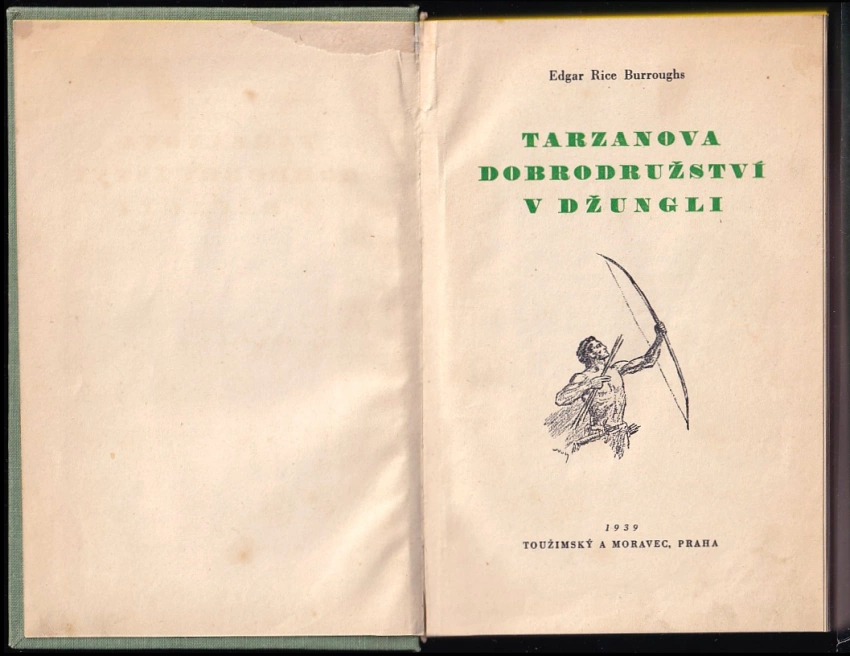 Edgar Rice Burroughs
TARZANOVA
DOBRODRUŽSTVÍ
V DŽUNGLI
1939
TOUŽIMSKÝ A MORAVEC, PRAHA